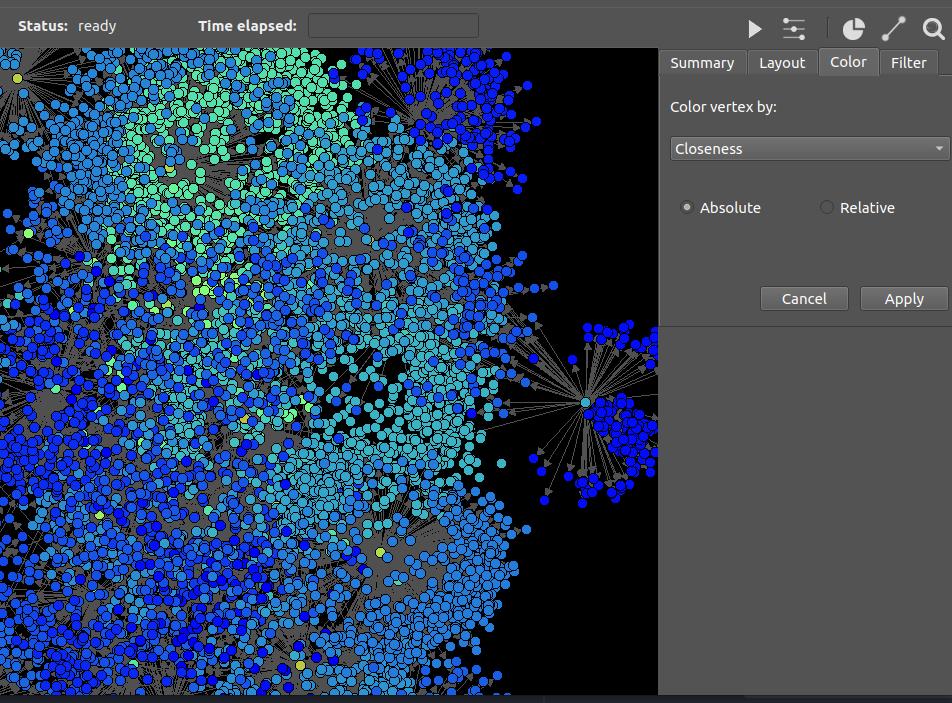 Status: ready Time elapsed:
Summary Layout Color Filter
Color vertex by:
Closeness
Absolute Relative
Cancel Apply